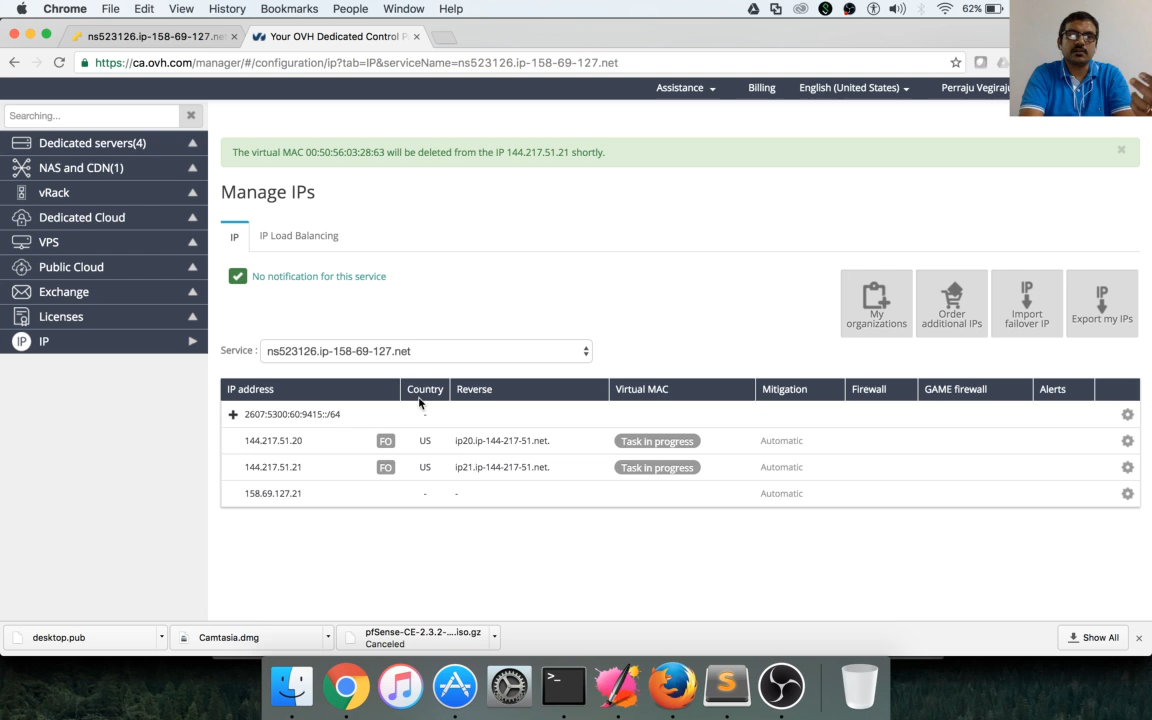 Chrome File Edit View History Bookmarks People Window Help 62%
ns523126.ip-158-69-127.ne × Your OVH Dedicated Control P ×
https://ca.ovh.com/manager/#/configuration/ip?tab=IP&serviceName=ns523126.ip-158-69-127.net
Assistance Billing English (United States) Perraju Vegiraju
Searching...
Dedicated servers(4)
NAS and CDN(1)
vRack
Dedicated Cloud
VPS
Public Cloud
Exchange
Licenses
IP IP
The virtual MAC 00:50:56:03:28:63 will be deleted from the IP 144.217.51.21 shortly. ×
Manage IPs
IP IP Load Balancing
No notification for this service
My organizations
Order additional IPs
IP Import failover IP
IP Export my IPs
Service : ns523126.ip-158-69-127.net
IP address Country Reverse Virtual MAC Mitigation Firewall GAME firewall Alerts
+ 2607:5300:60:9415::/64 -
144.217.51.20 FO US ip20.ip-144-217-51.net. Task in progress Automatic
144.217.51.21 FO US ip21.ip-144-217-51.net. Task in progress Automatic
158.69.127.21 - - Automatic
desktop.pub
Camtasia.dmg
pfSense-CE-2.3.2-....iso.gz
Canceled
Show All ×